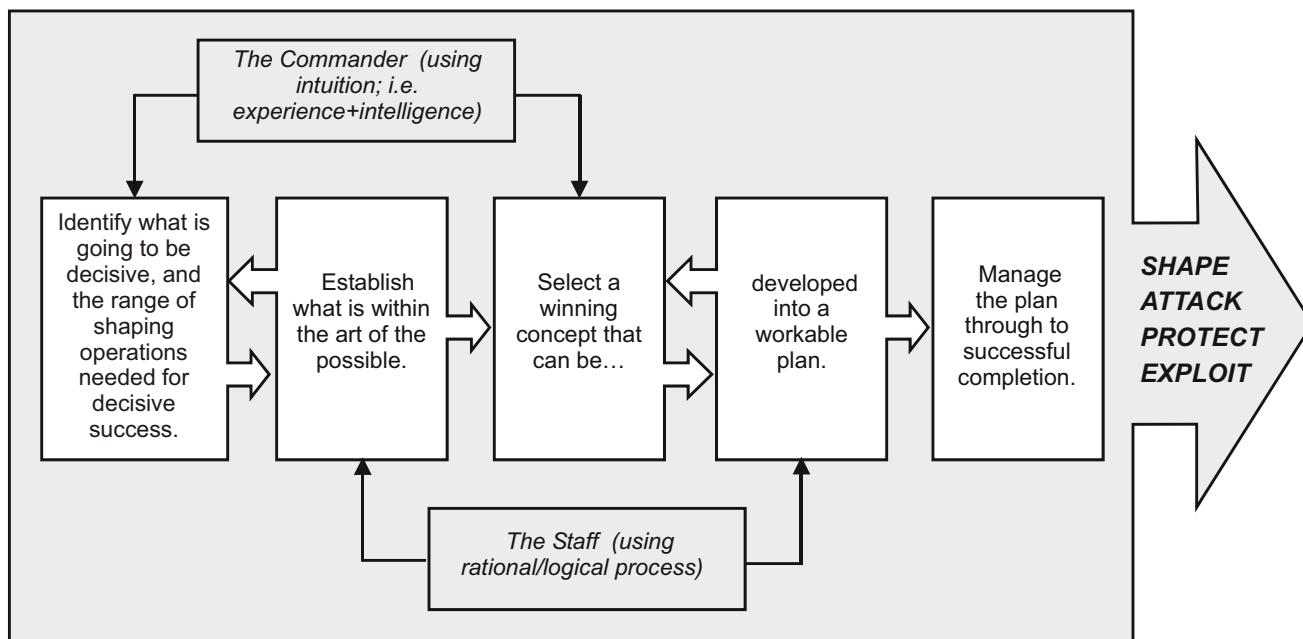 The Commander (using
intuition; i.e.
experience+intelligence)
Identify what is
going to be
decisive, and
the range of
shaping
operations
needed for
decisive
success.
Establish
what is within
the art of the
possible.
Select a
winning
concept that
can be…
developed
into a
workable
plan.
Manage
the plan
through to
successful
completion.
SHAPE
ATTACK
PROTECT
EXPLOIT
The Staff (using
rational/logical process)